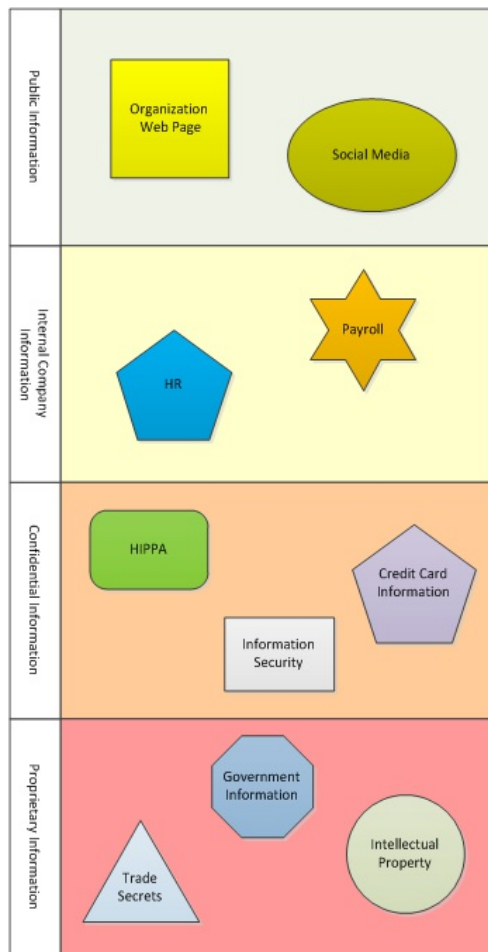 Public Information
Organization
Web Page
Social Media
Internal Company
Information
Payroll
HR
Confidential Information
HIPPA
Credit Card
Information
Information
Security
Proprietary Information
Government
Information
Intellectual
Property
Trade
Secrets